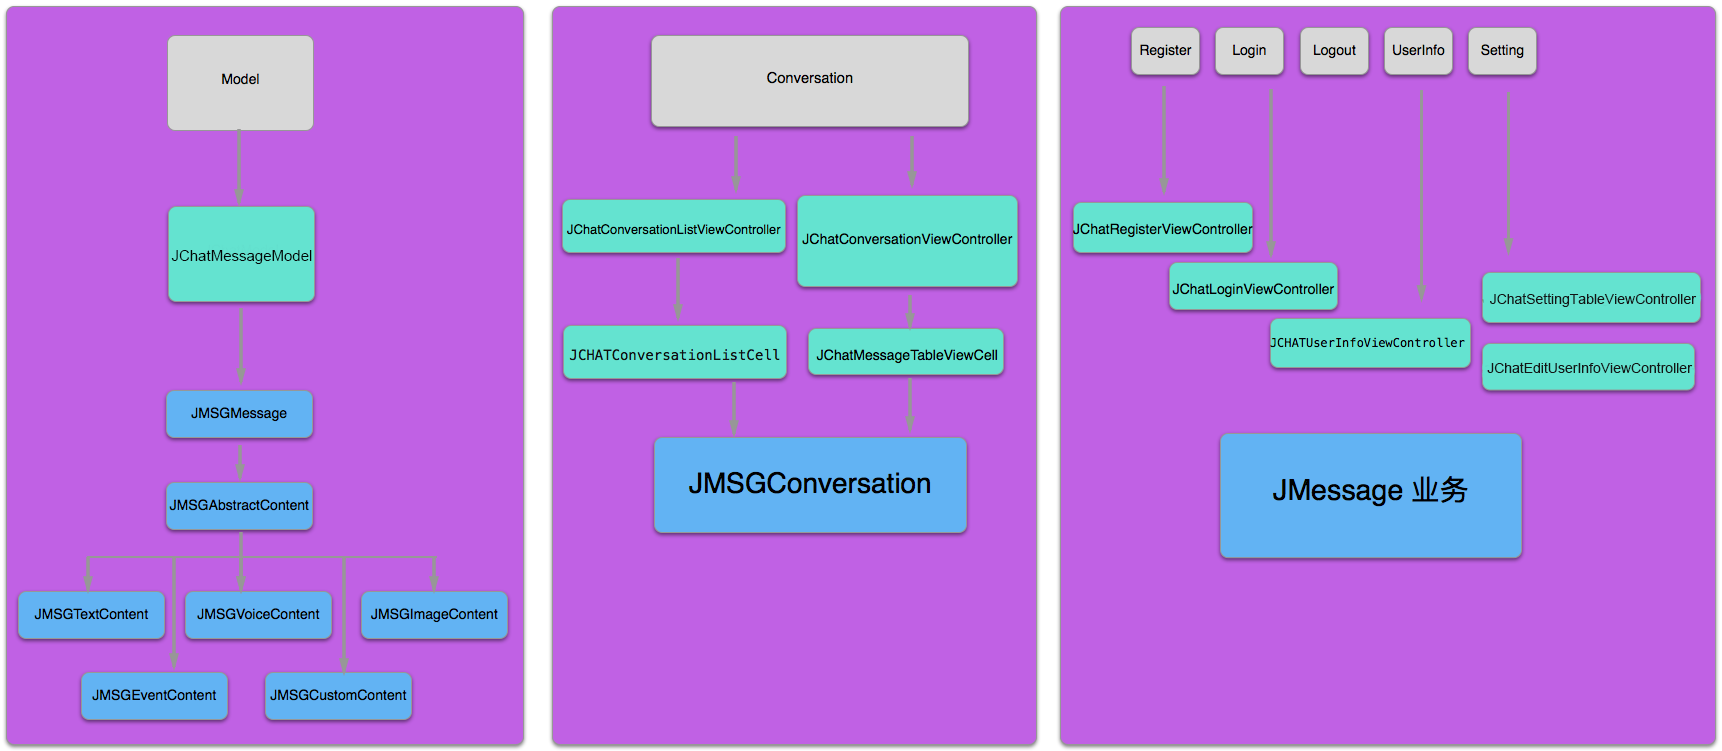 Model
JChatMessageModel
JMSGMessage
JMSGAbstractContent
JMSGTextContent
JMSGVoiceContent
JMSGImageContent
JMSGEventContent
JMSGCustomContent
Conversation
JChatConversationListViewController
JChatConversationViewController
JCHATConversationListCell
JChatMessageTableViewCell
JMSGConversation
Register
Login
Logout
UserInfo
Setting
JChatRegisterViewController
JChatLoginViewController
JCHATUserInfoViewController
JChatSettingTableViewController
JChatEditUserInfoViewController
JMessage 业务